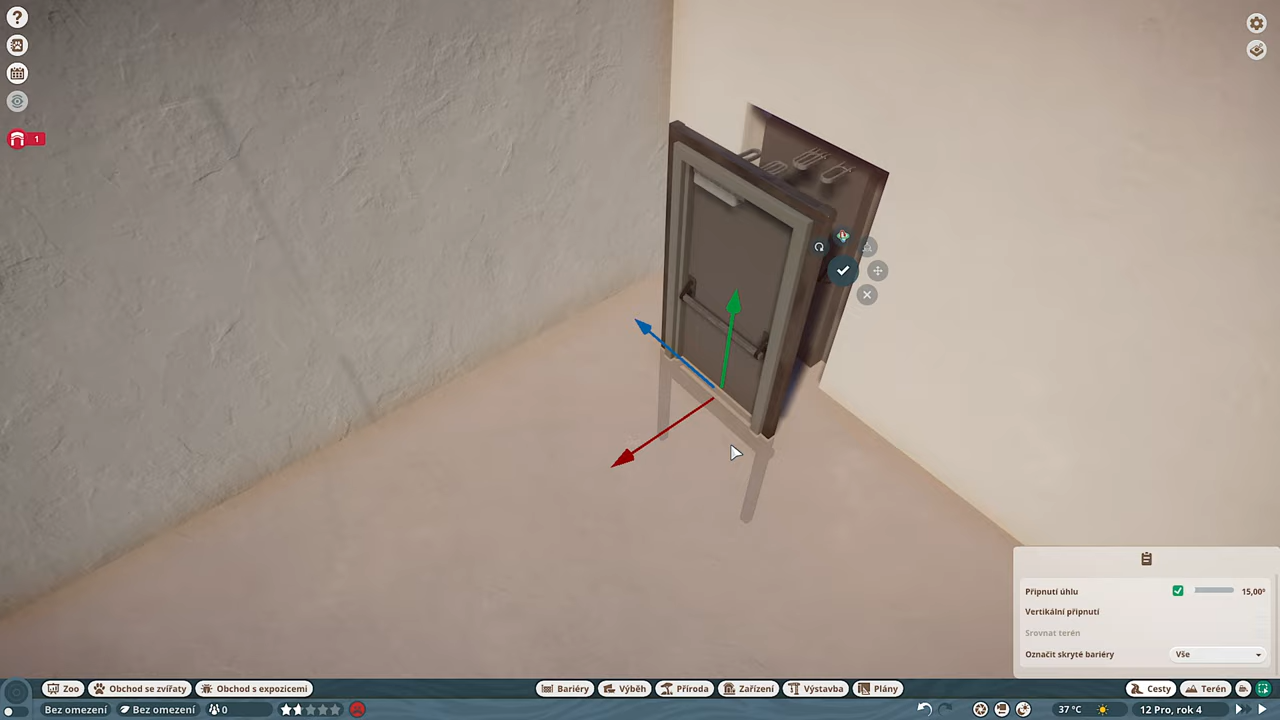 ?
1
Připnutí úhlu 15,00°
Vertikální připnutí
Srovnat terén
Označit skryté bariéry Vše
Zoo Obchod se zvířaty Obchod s expozicemi Bariéry Výběh Příroda Zařízení Výstavba Plány Cesty Terén
Bez omezení Bez omezení 0 37 °C 12 Pro, rok 4